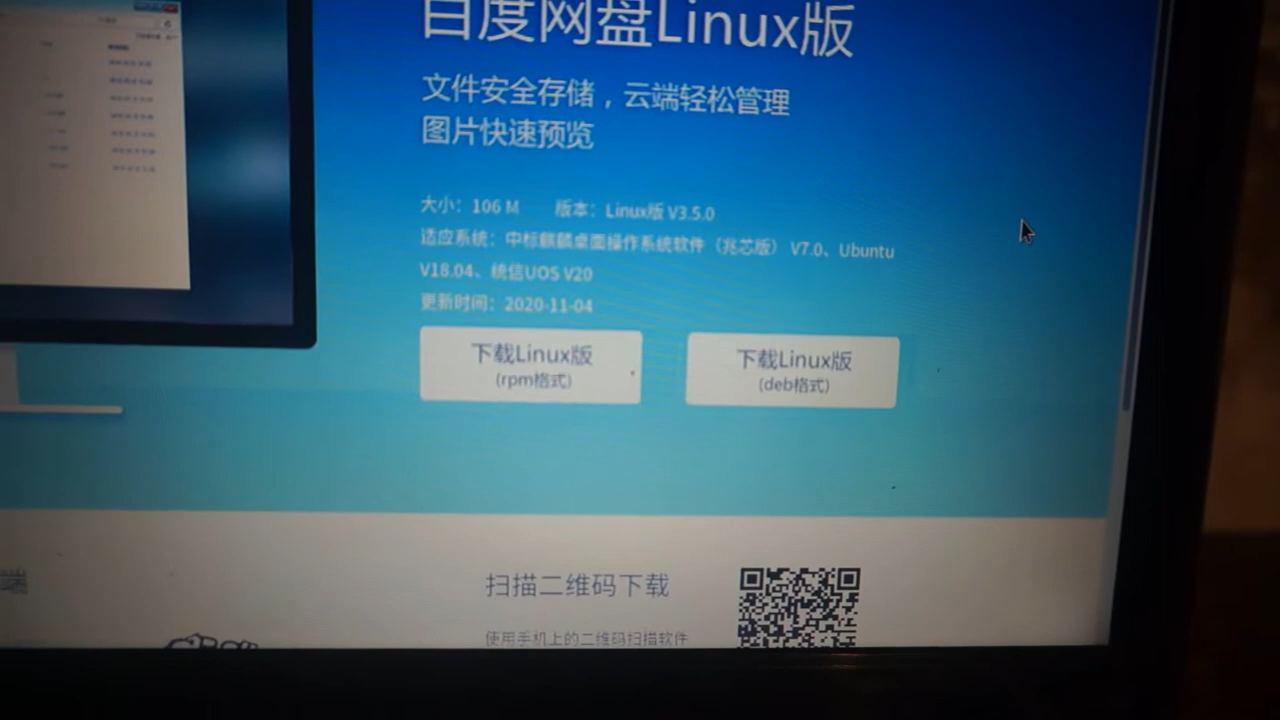 百度网盘Linux版
文件安全存储，云端轻松管理
图片快速预览
大小：106 M 版本：Linux版 V3.5.0
适应系统：中标麒麟桌面操作系统软件（兆芯版） V7.0、Ubuntu
V18.04、统信UOS V20
更新时间：2020-11-04
下载Linux版
(rpm格式)
下载Linux版
(deb格式)
端
扫描二维码下载
使用手机上的二维码扫描软件